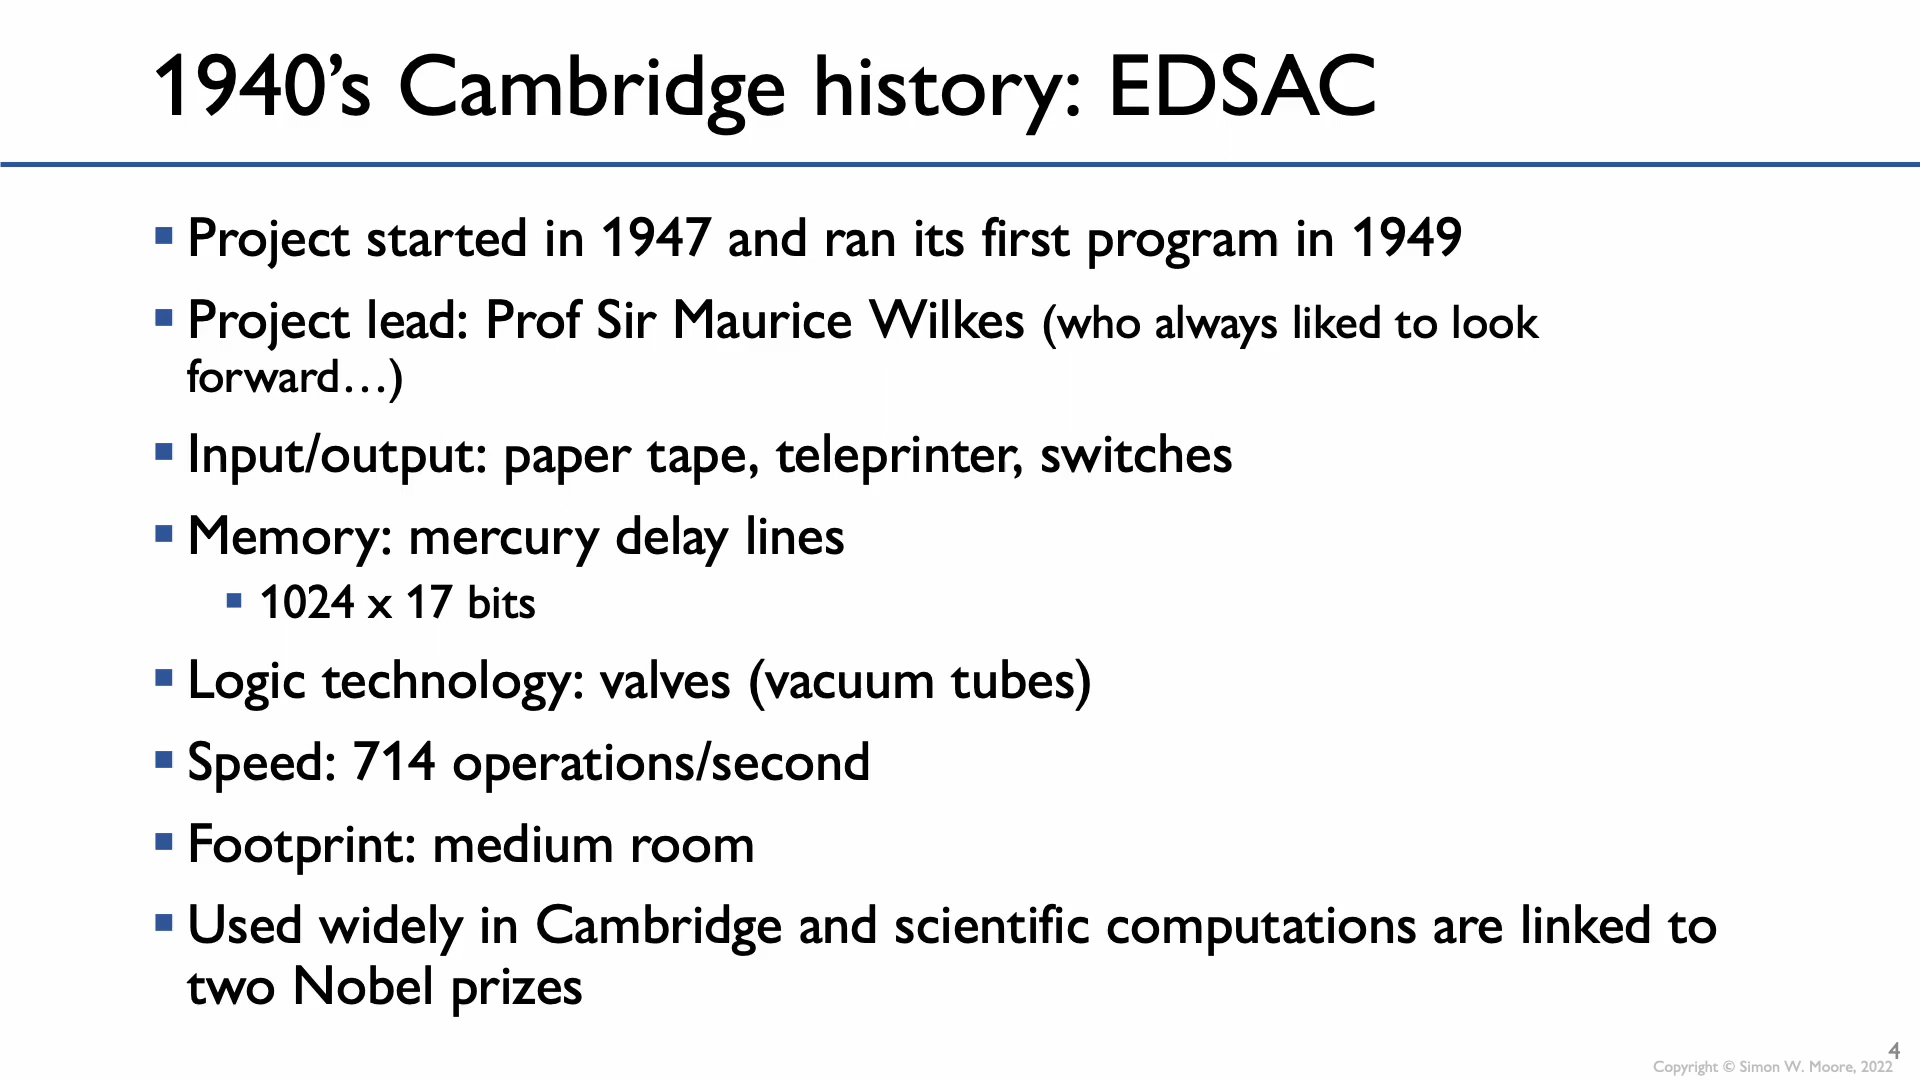 1940’s Cambridge history: EDSAC
▪ Project started in 1947 and ran its first program in 1949
▪ Project lead: Prof Sir Maurice Wilkes (who always liked to look
forward…)
▪ Input/output: paper tape, teleprinter, switches
▪ Memory: mercury delay lines
▪ 1024 x 17 bits
▪ Logic technology: valves (vacuum tubes)
▪ Speed: 714 operations/second
▪ Footprint: medium room
▪ Used widely in Cambridge and scientific computations are linked to
two Nobel prizes
4
Copyright © Simon W. Moore, 2022